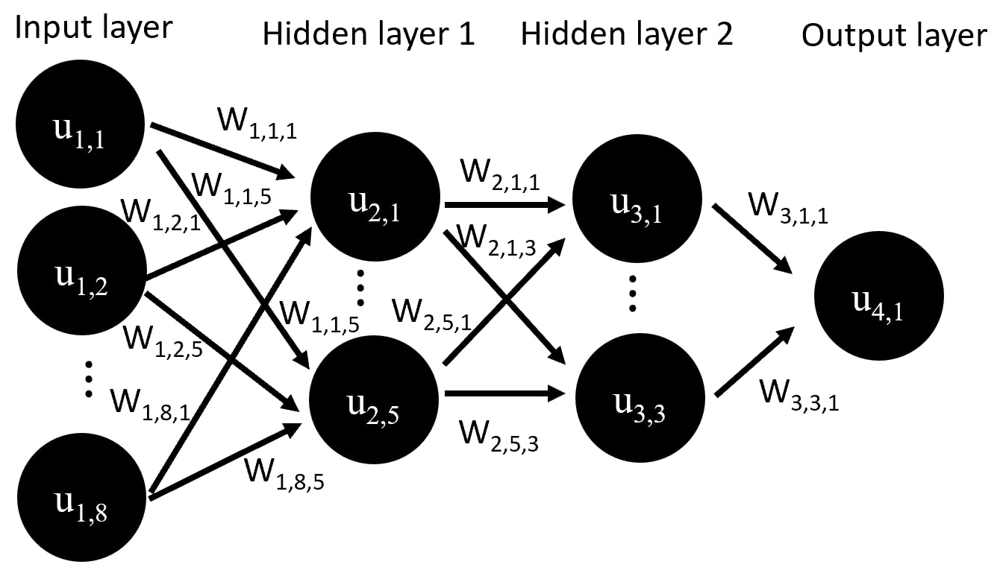 Input layer
Hidden layer 1
Hidden layer 2
Output layer
u1,1
W1,1,1
W1,1,5
W1,2,1
u1,2
W1,2,5
W1,8,1
W1,1,5
u1,8
W1,8,5
u2,1
W2,1,1
W2,1,3
W2,5,1
u2,5
W2,5,3
u3,1
u3,3
W3,1,1
W3,3,1
u4,1